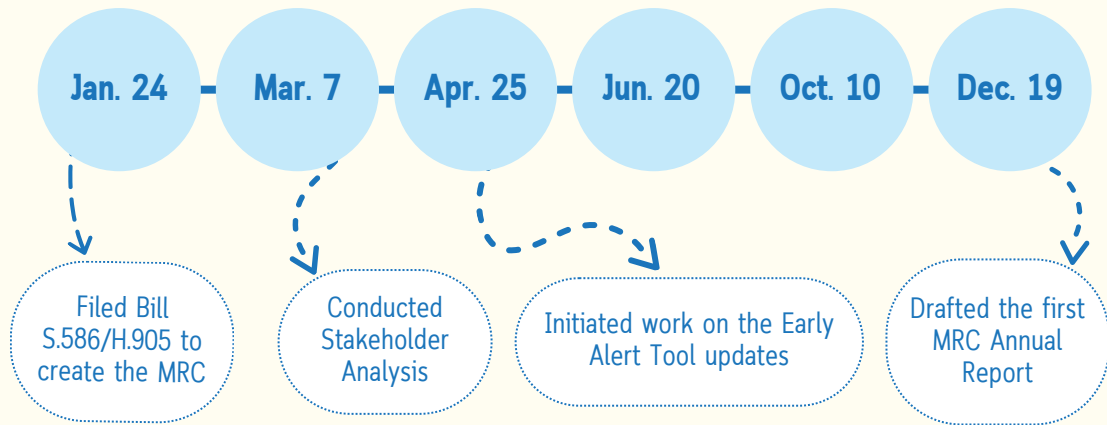 Jan. 24
Mar. 7
Apr. 25
Jun. 20
Oct. 10
Dec. 19
Filed Bill
S.586/H.905 to
create the MRC
Conducted
Stakeholder
Analysis
Initiated work on the Early
Alert Tool updates
Drafted the first
MRC Annual
Report